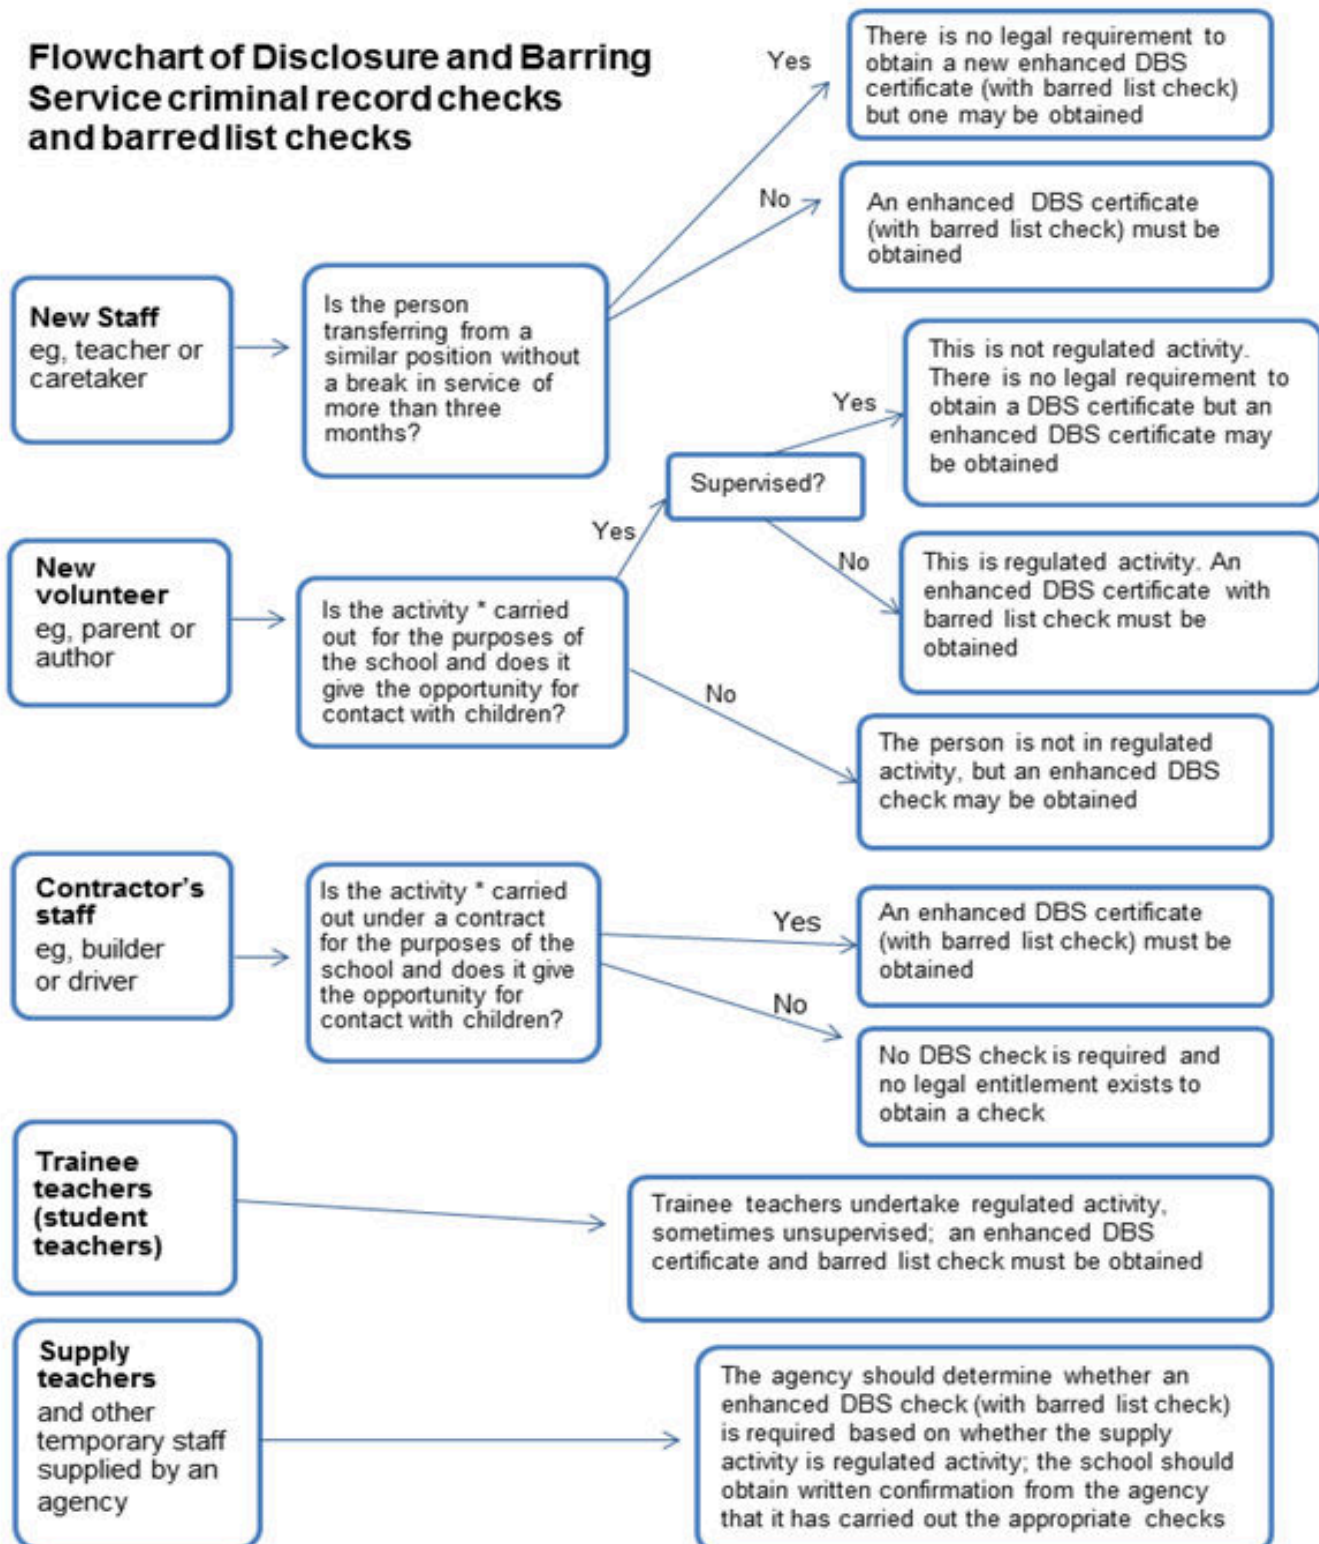 Flowchart of Disclosure and Barring
Service criminal record checks
and barred list checks
Yes
There is no legal requirement to
obtain a new enhanced DBS
certificate (with barred list check)
but one may be obtained
No
An enhanced DBS certificate
(with barred list check) must be
obtained
New Staff
eg, teacher or
caretaker
Is the person
transferring from a
similar position without
a break in service of
more than three
months?
New
volunteer
eg, parent or
author
Is the activity * carried
out for the purposes of
the school and does it
give the opportunity for
contact with children?
Yes
Supervised?
Yes
This is not regulated activity.
There is no legal requirement to
obtain a DBS certificate but an
enhanced DBS certificate may
be obtained
No
This is regulated activity. An
enhanced DBS certificate with
barred list check must be
obtained
No
The person is not in regulated
activity, but an enhanced DBS
check may be obtained
Contractor's
staff
eg, builder
or driver
Is the activity * carried
out under a contract
for the purposes of the
school and does it give
the opportunity for
contact with children?
Yes
An enhanced DBS certificate
(with barred list check) must be
obtained
No
No DBS check is required and
no legal entitlement exists to
obtain a check
Trainee
teachers
(student
teachers)
Trainee teachers undertake regulated activity,
sometimes unsupervised; an enhanced DBS
certificate and barred list check must be obtained
Supply
teachers
and other
temporary staff
supplied by an
agency
The agency should determine whether an
enhanced DBS check (with barred list check)
is required based on whether the supply
activity is regulated activity; the school should
obtain written confirmation from the agency
that it has carried out the appropriate checks